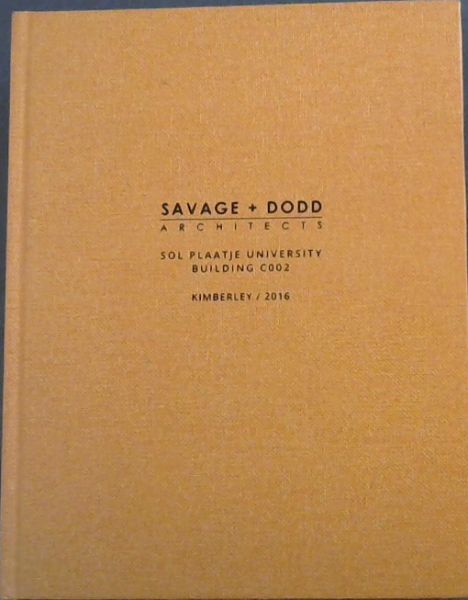 SAVAGE + DODD
ARCHITECTS
SOL PLAATJE UNIVERSITY
BUILDING C002
KIMBERLEY / 2016